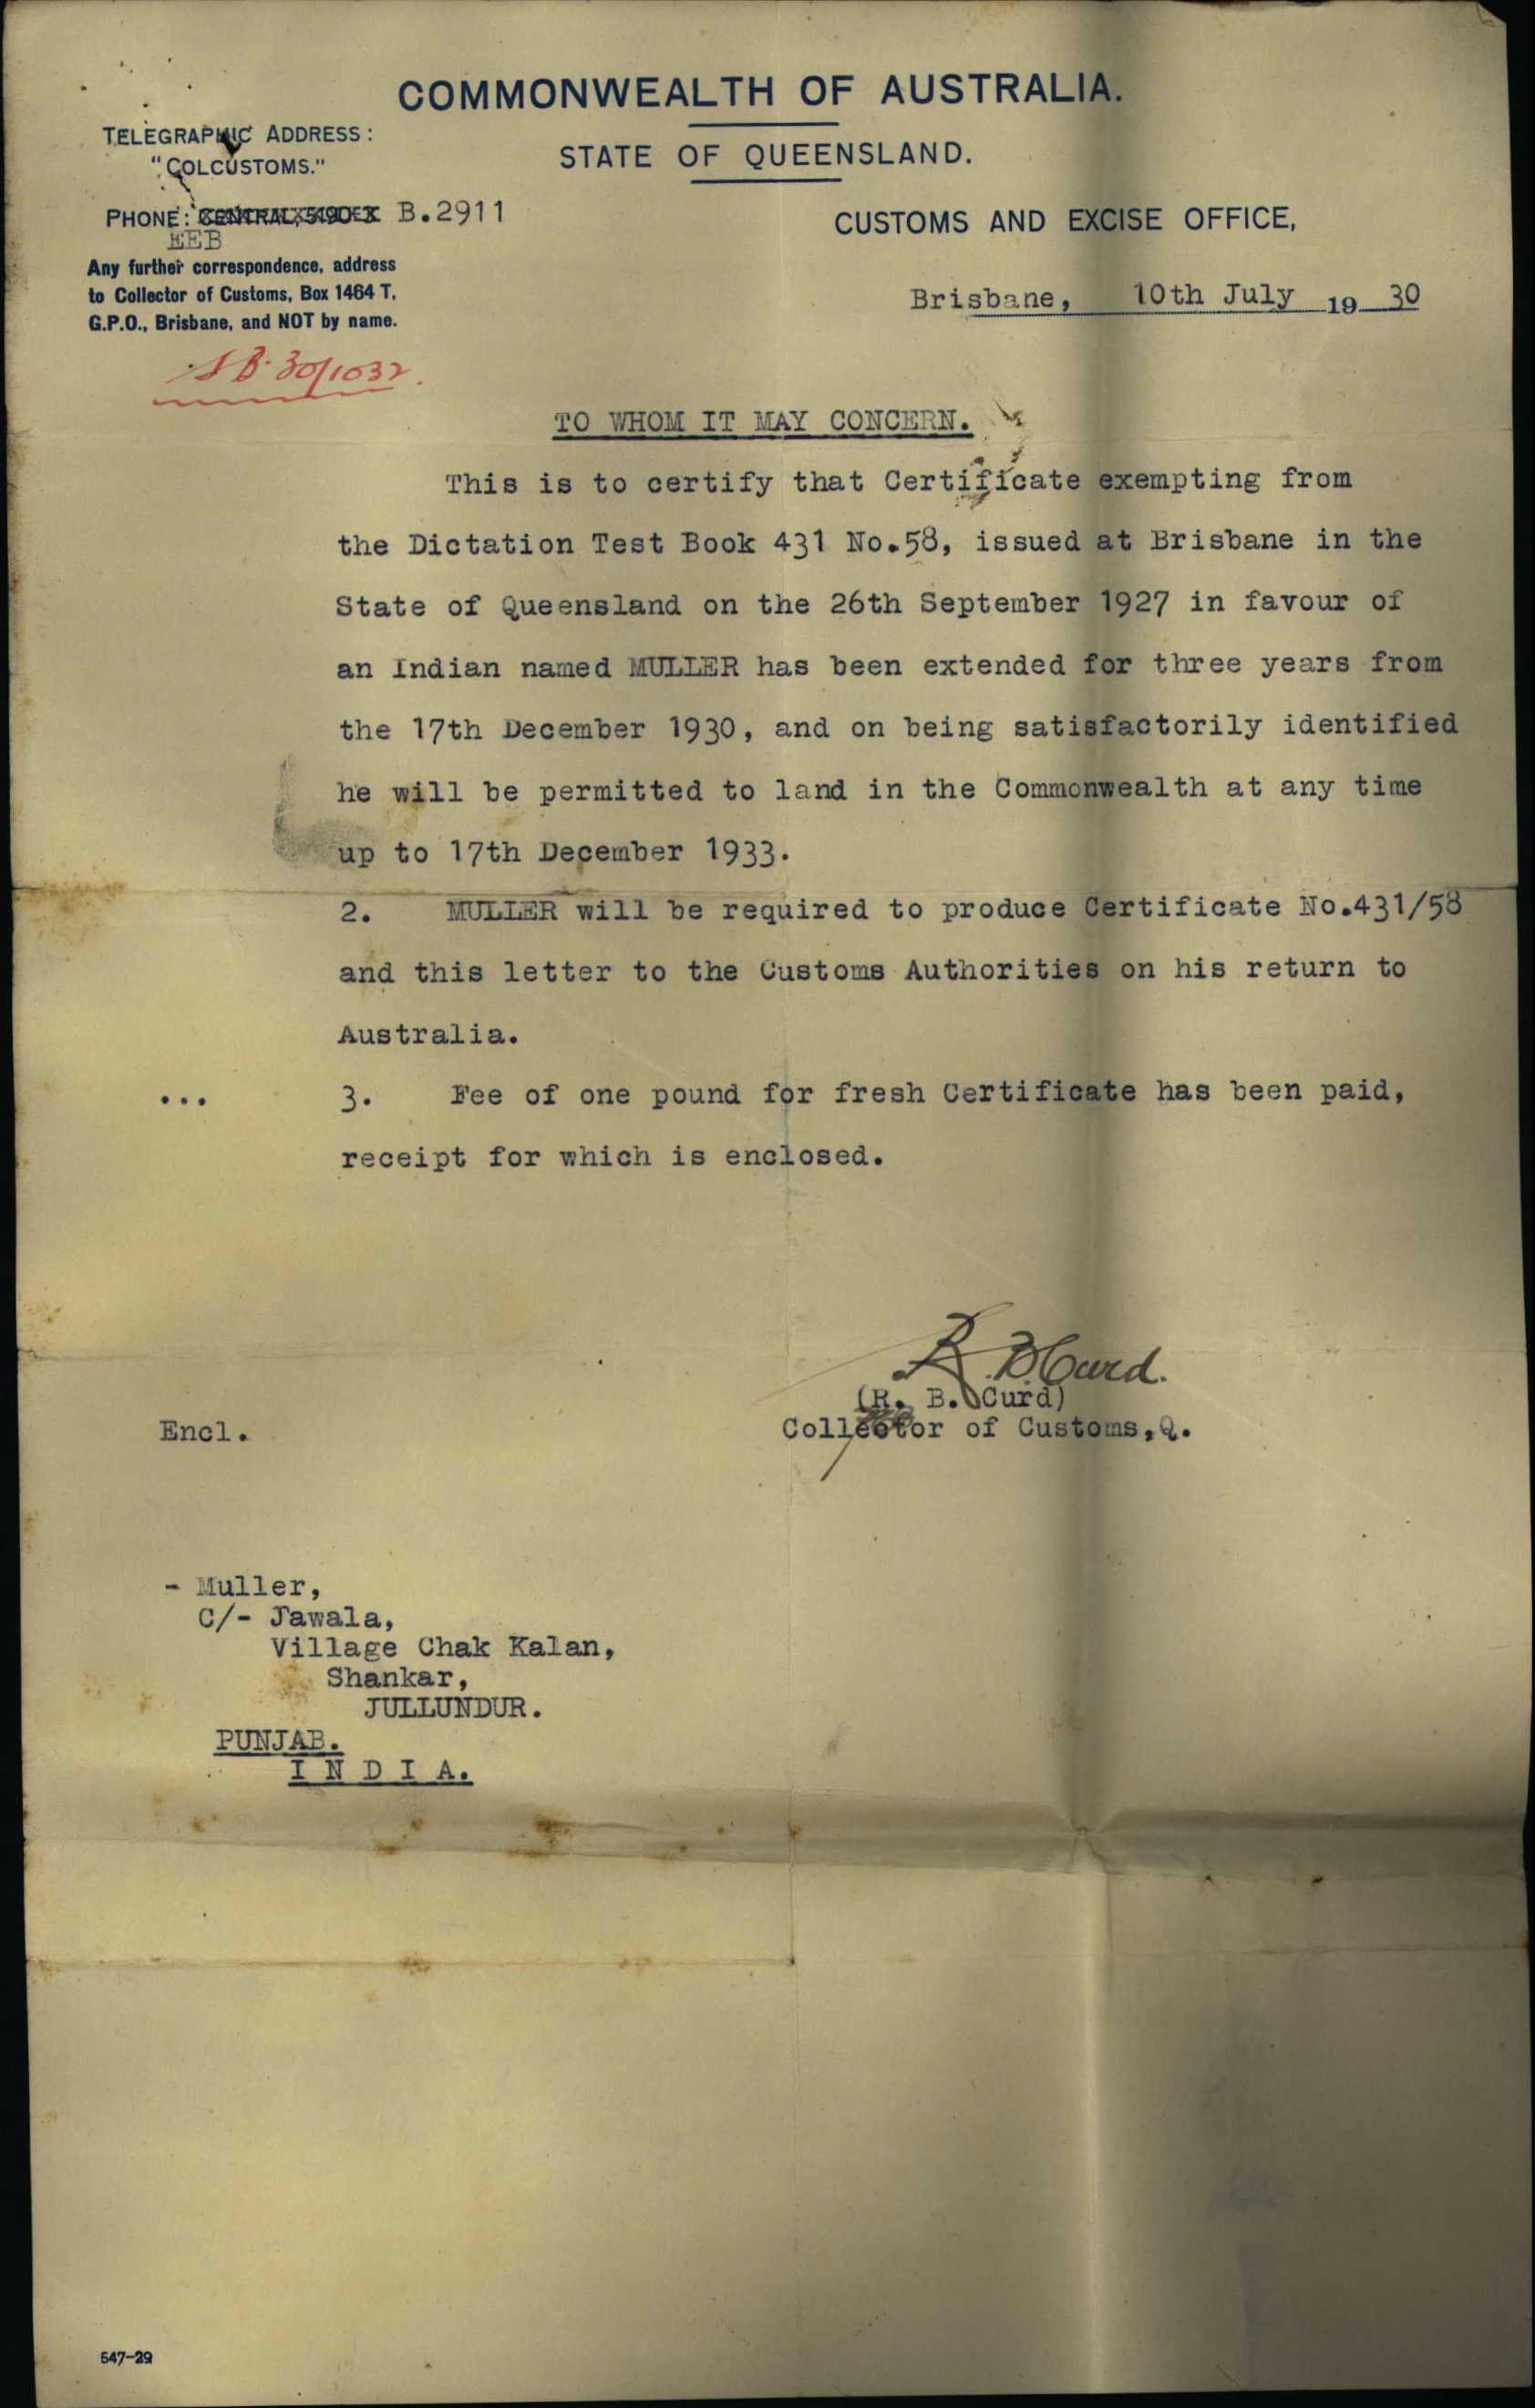 COMMONWEALTH OF AUSTRALIA.
STATE OF QUEENSLAND.
TELEGRAPHIC ADDRESS:
"COLCUSTOMS."
PHONE: CENTRAL, 5190 B.2911
EEB
Any further correspondence, address
to Collector of Customs, Box 1464 T,
G.P.O., Brisbane, and NOT by name.
CUSTOMS AND EXCISE OFFICE,
Brisbane, 10th July 19 30
30/1032.
TO WHOM IT MAY CONCERN.
This is to certify that Certificate exempting from
the Dictation Test Book 431 No.58, issued at Brisbane in the
State of Queensland on the 26th September 1927 in favour of
an Indian named MULLER has been extended for three years from
the 17th December 1930, and on being satisfactorily identified
he will be permitted to land in the Commonwealth at any time
up to 17th December 1933.
2. MULLER will be required to produce Certificate No.431/58
and this letter to the Customs Authorities on his return to
Australia.
... 3. Fee of one pound for fresh Certificate has been paid,
receipt for which is enclosed.
R. B. Curd.
(R. B. Curd)
Encl. Collector of Customs,Q.
- Muller,
C/- Jawala,
Village Chak Kalan,
Shankar,
JULLUNDUR.
PUNJAB.
I N D I A.
547-29